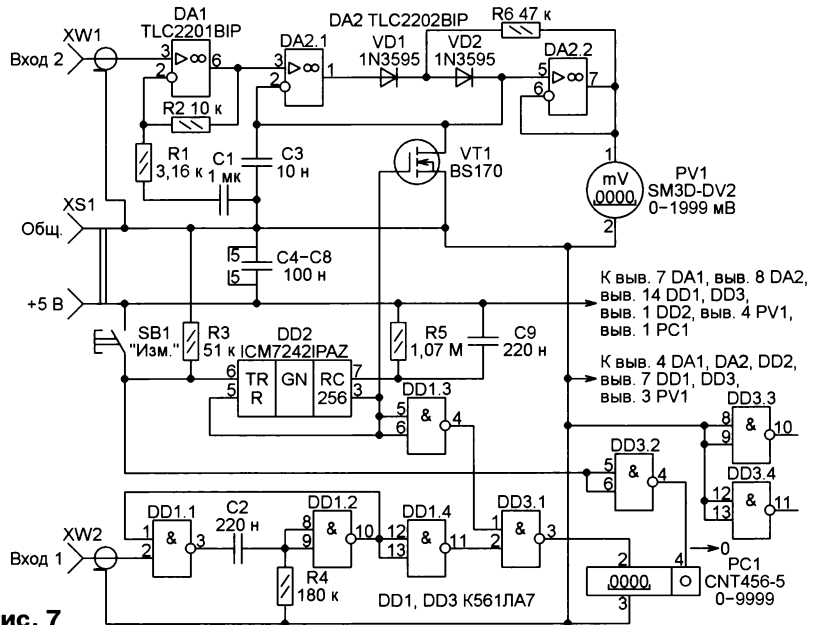 DA1
TLC2201BIP
DA2 TLC2202BIP
R6 47 к
XW1
Вход 2
3
2
▷∞
6
DA2.1
3
2
▷∞
1
VD1
1N3595
VD2
1N3595
DA2.2
5
6
▷∞
7
R2 10 к
R1
3,16 к
C1
1 мк
C3
10 н
VT1
BS170
1
mV
0000
2
PV1
SM3D-DV2
0–1999 мВ
XS1
Общ.
5
5
C4–C8
100 н
+5 В
К выв. 7 DA1, выв. 8 DA2,
выв. 14 DD1, DD3,
выв. 1 DD2, выв. 4 PV1,
выв. 1 PC1
SB1
"Изм."
R3
51 к
DD2
ICM7242IPAZ
6
5
TR
R
GN
RC
256
7
3
R5
1,07 М
C9
220 н
К выв. 4 DA1, DA2, DD2,
выв. 7 DD1, DD3,
выв. 3 PV1
DD1.3
5
6
&
4
DD3.3
8
9
&
10
DD3.2
5
6
&
4
DD3.4
12
13
&
11
XW2
Вход 1
DD1.1
1
2
&
3
C2
220 н
DD1.2
8
9
&
10
DD1.4
12
13
&
11
DD3.1
1
2
&
3
R4
180 к
2
4
0
0000
3
PC1
CNT456-5
0–9999
DD1, DD3 К561ЛА7
ис. 7